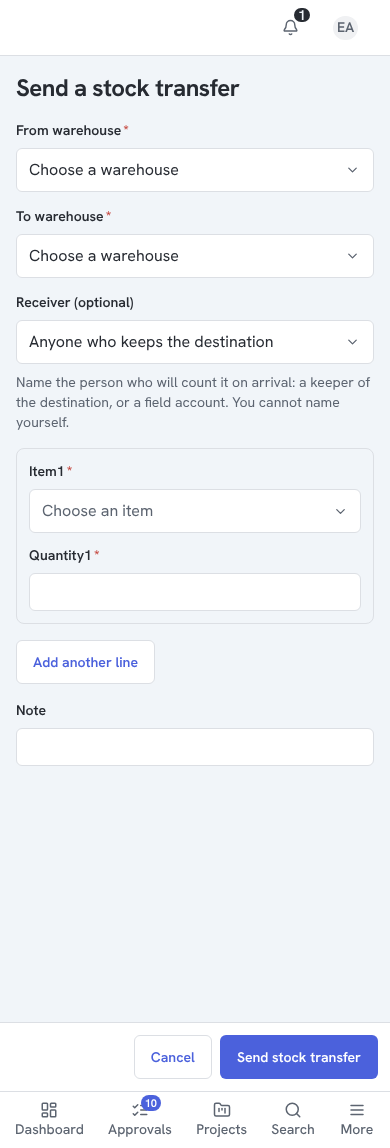 1
EA
Send a stock transfer
From warehouse *
Choose a warehouse
To warehouse *
Choose a warehouse
Receiver (optional)
Anyone who keeps the destination
Name the person who will count it on arrival: a keeper of
the destination, or a field account. You cannot name
yourself.
Item1 *
Choose an item
Quantity1 *
Add another line
Note
Cancel
Send stock transfer
10
Dashboard
Approvals
Projects
Search
More